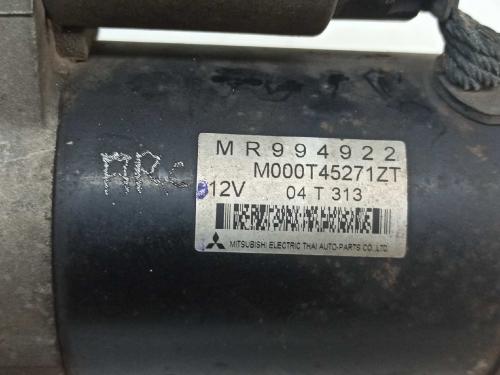 MR994922
M000T45271ZT
12V 04 T 313
MITSUBISHI ELECTRIC THAI AUTO-PARTS CO.,LTD.